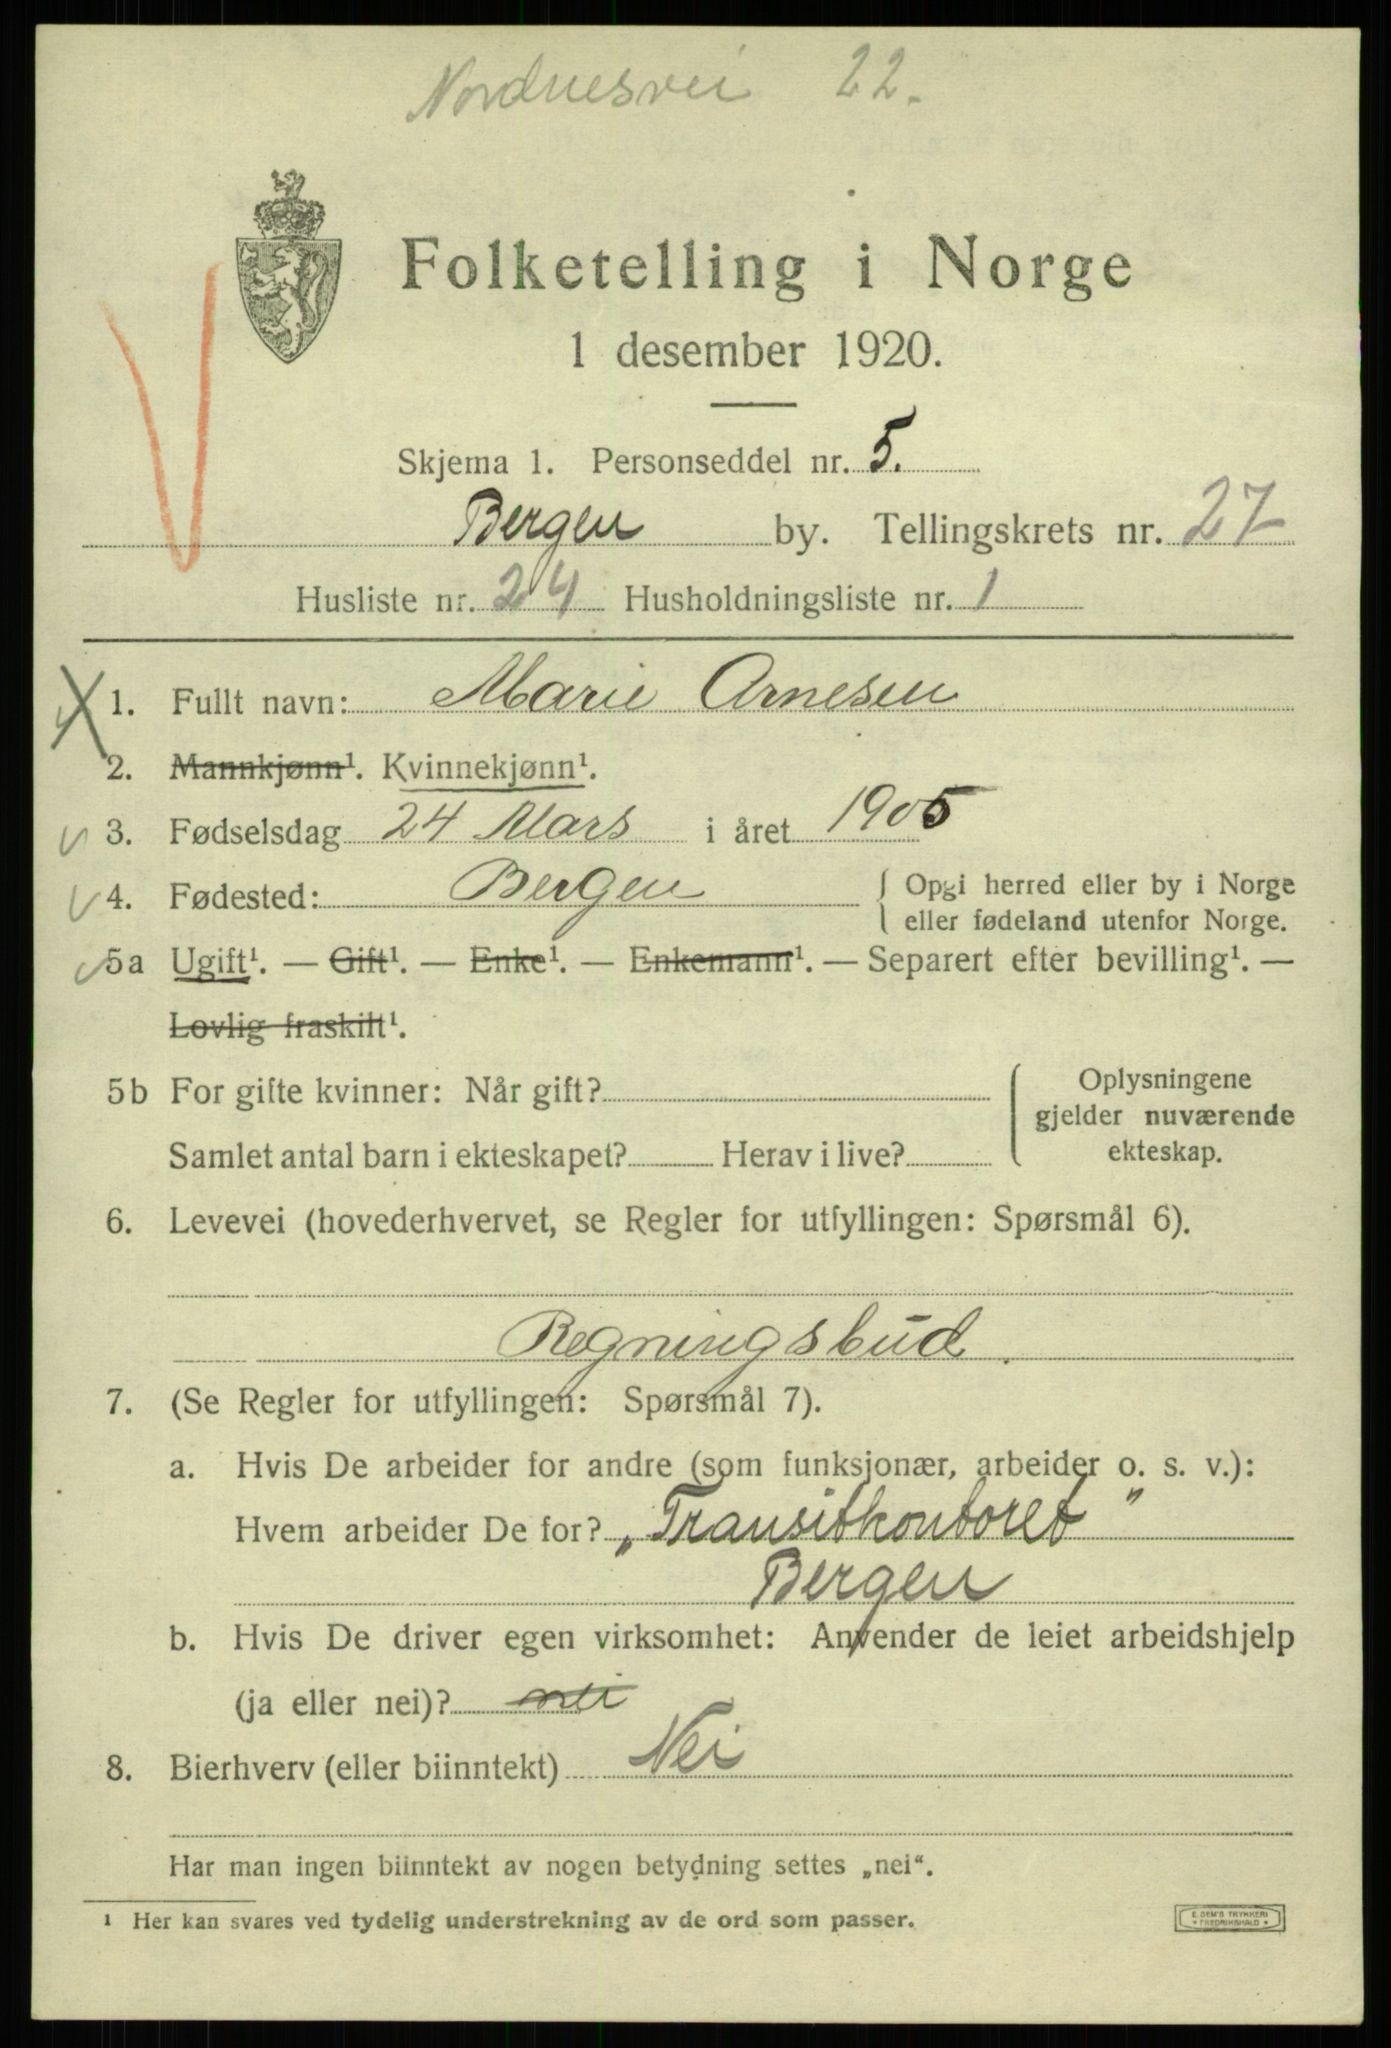 Nordnesvei 22.
Folketelling i Norge
1 desember 1920.
Skjema 1. Personseddel nr. 5.
Bergen by. Tellingskrets nr. 27
Husliste nr. 24 Husholdningsliste nr. 1
1. Fullt navn: Marie Arnesen
2. Mannkjønn¹. Kvinnekjønn¹.
3. Fødselsdag 24 Mars i året 1905
4. Fødested: Bergen { Opgi herred eller by i Norge
eller fødeland utenfor Norge.
5a Ugift¹. — Gift¹. — Enke¹. — Enkemann¹. — Separert efter bevilling¹. —
Lovlig fraskilt¹.
5b For gifte kvinner: Når gift?
Samlet antal barn i ekteskapet? Herav i live?
Oplysningene
gjelder nuværende
ekteskap.
6. Levevei (hovederhvervet, se Regler for utfyllingen: Spørsmål 6).
Regningsbud.
7. (Se Regler for utfyllingen: Spørsmål 7).
a. Hvis De arbeider for andre (som funksjonær, arbeider o. s. v.):
Hvem arbeider De for? „Transitkontoret"
Bergen
b. Hvis De driver egen virksomhet: Anvender de leiet arbeidshjelp
(ja eller nei)? nei
8. Bierhverv (eller biinntekt) Nei
Har man ingen biinntekt av nogen betydning settes „nei“.
¹ Her kan svares ved tydelig understrekning av de ord som passer.
E. SEM'S TRYKKERI
FREDRIKSHALD